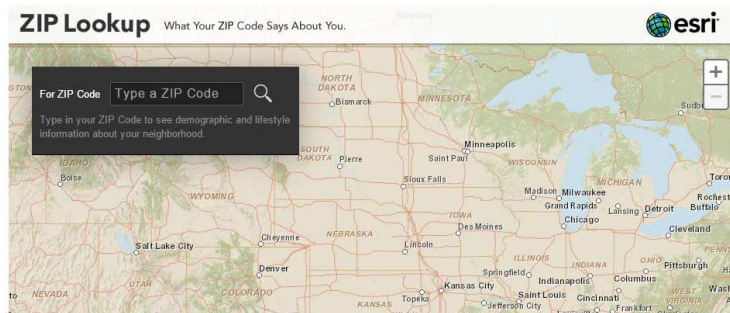 ZIP Lookup What Your ZIP Code Says About You. esri
Winnipeg
For ZIP Code Type a ZIP Code
Type in your ZIP Code to see demographic and lifestyle
information about your neighborhood.
+
−
NORTH
DAKOTA
Bismarck
MINNESOTA
Minneapolis
Saint Paul
SOUTH
DAKOTA
Pierre
WISCONSIN
IDAHO
Boise
Sioux Falls
MICHIGAN
WYOMING
Madison
Milwaukee
Grand Rapids
Lansing
Detroit
Buffalo
IOWA
Des Moines
Chicago
Cleveland
Salt Lake City
Cheyenne
NEBRASKA
Lincoln
ILLINOIS
INDIANA
OHIO
Pittsburgh
Denver
Springfield
Indianapolis
Columbus
NEVADA
UTAH
COLORADO
Kansas City
Saint Louis
Cincinnati
WEST
VIRGINIA
KANSAS
Topeka
Jefferson City
Frankfort